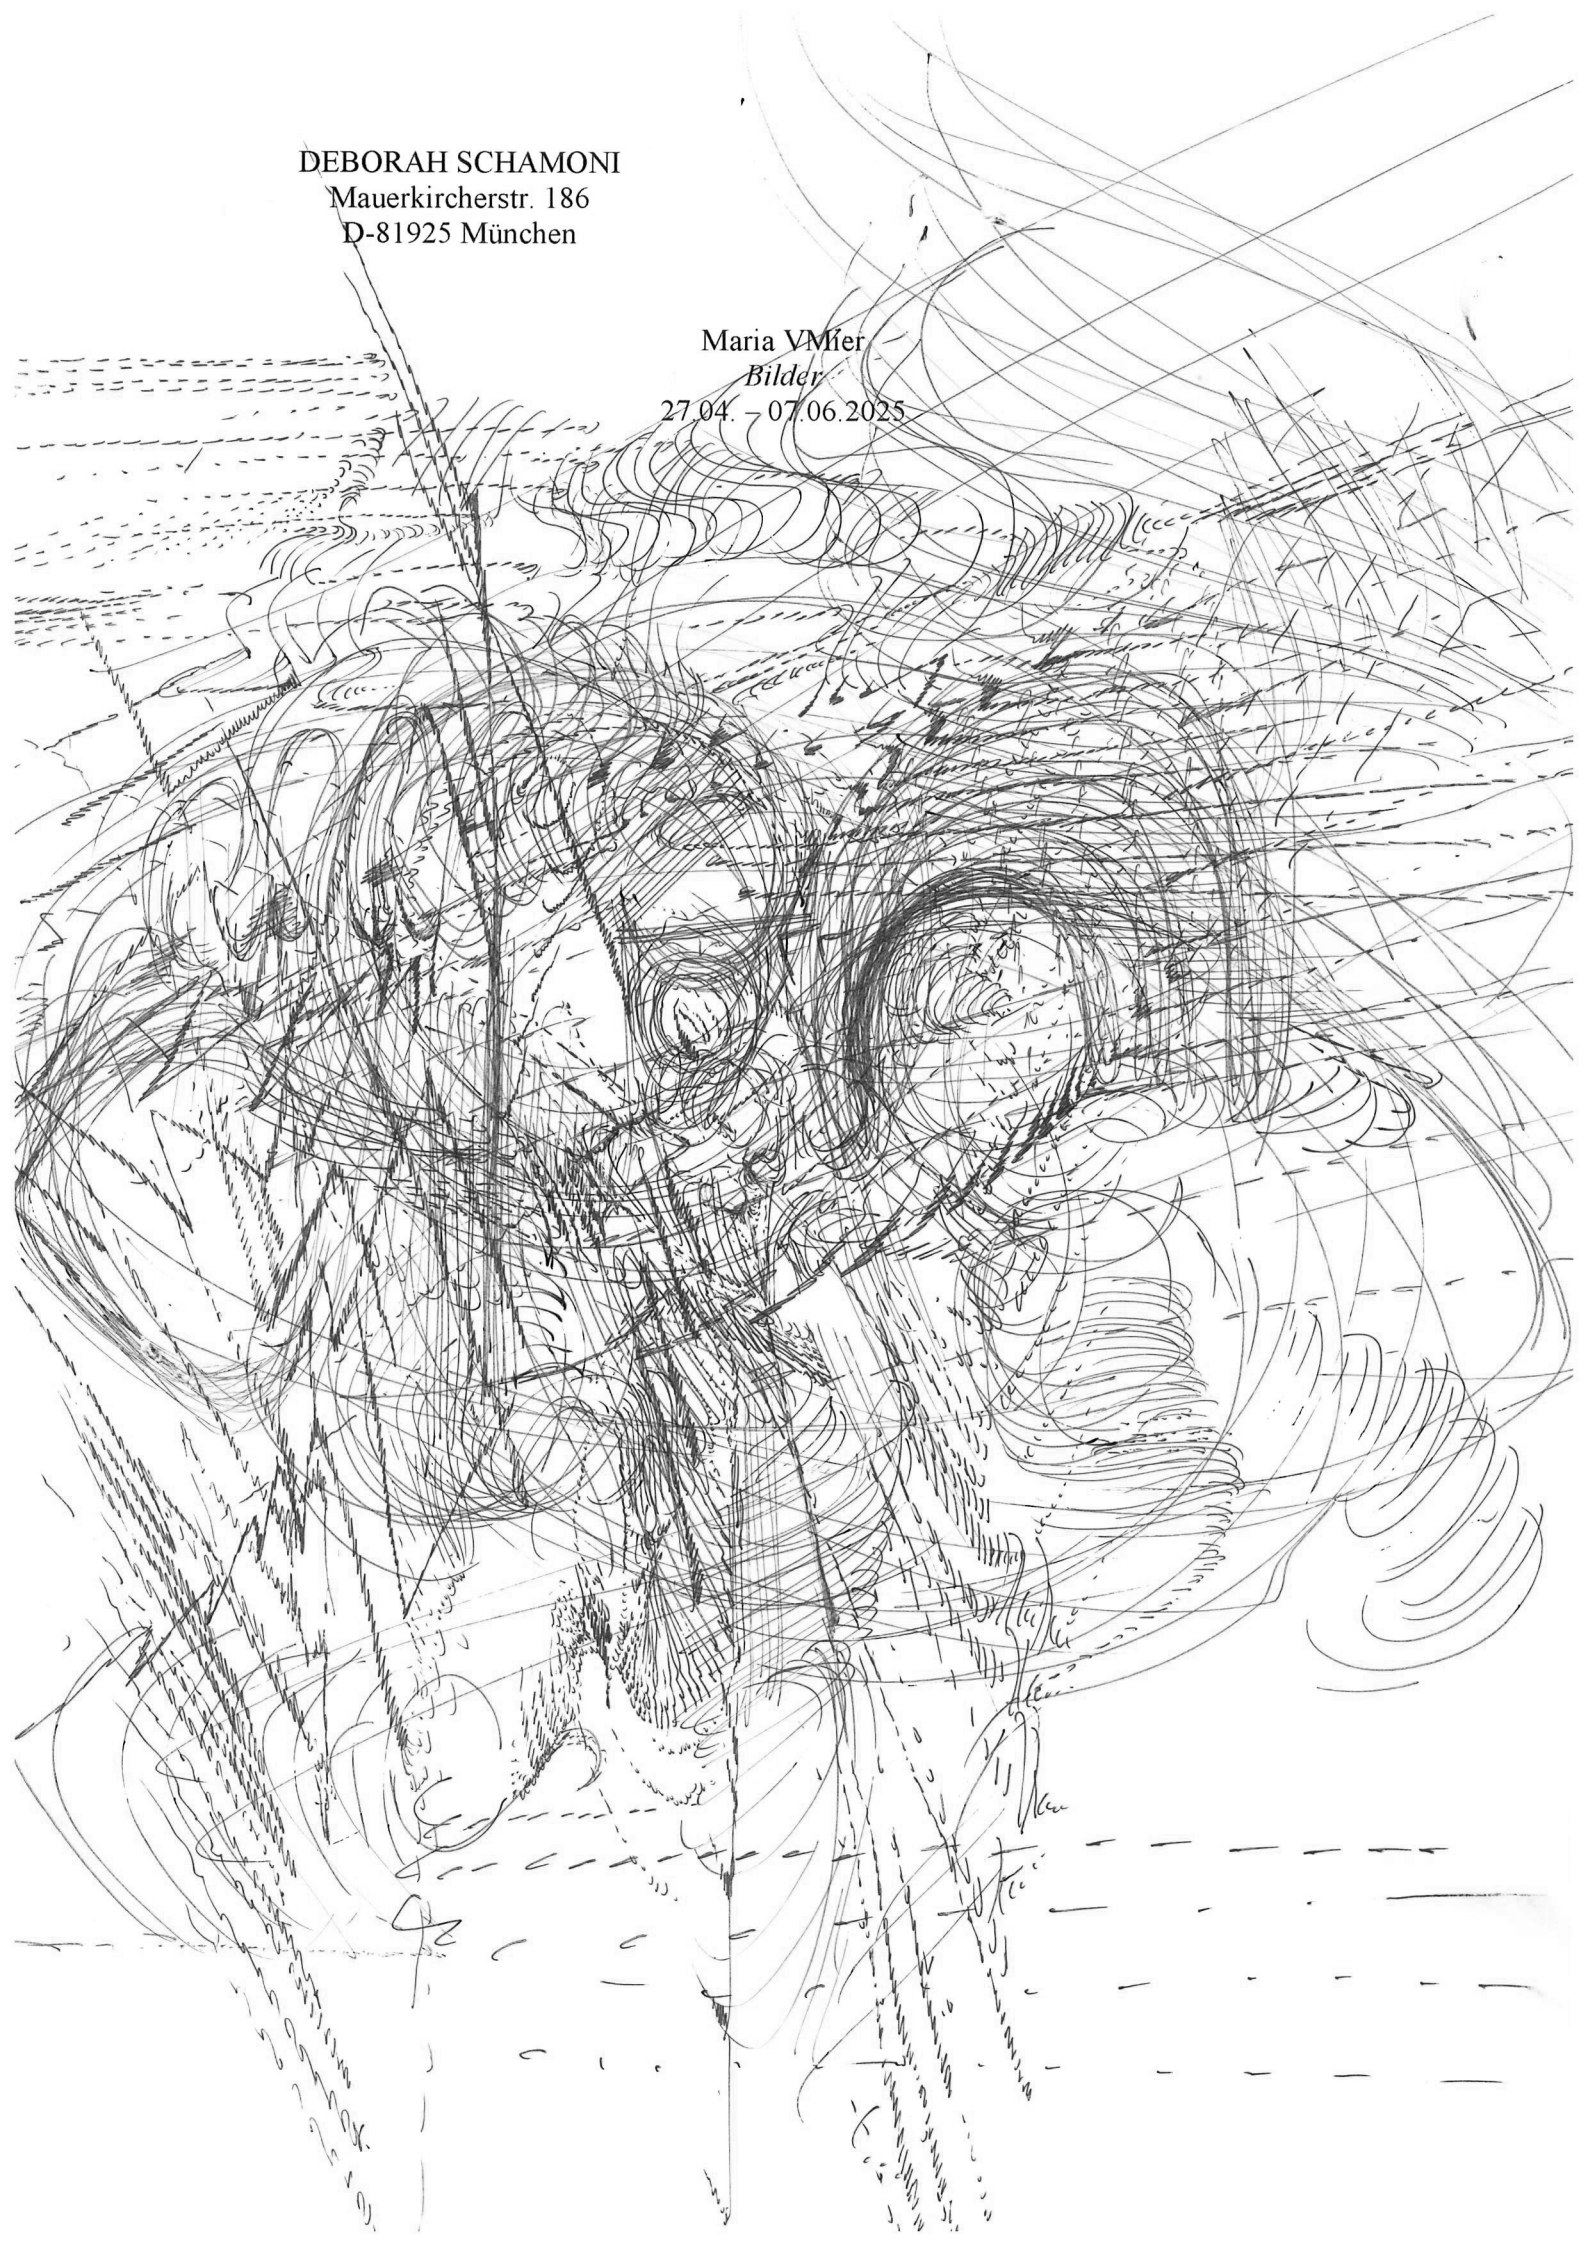 DEBORAH SCHAMONI
Mauerkircherstr. 186
D-81925 München
Maria VMier
Bilder
27.04. – 07.06.2025